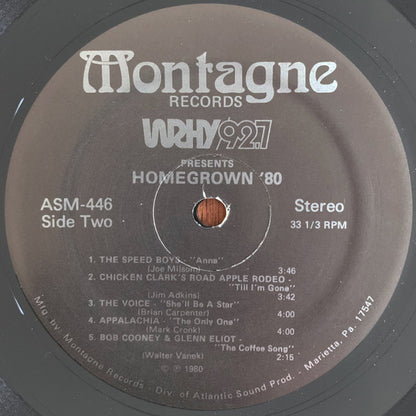 Montagne
RECORDS
WRHY 92.7
PRESENTS
HOMEGROWN '80
ASM-446
Side Two
Stereo
33 1/3 RPM
1. THE SPEED BOYS - "Anna"
(Joe Milsom) 3:46
2. CHICKEN CLARK'S ROAD APPLE RODEO -
"Till I'm Gone"
(Jim Adkins) 3:42
3. THE VOICE - "She'll Be A Star"
(Brian Carpenter) 4:00
4. APPALACHIA - "The Only One"
(Mark Cronk) 4:00
5. BOB COONEY & GLENN ELIOT -
"The Coffee Song"
(Walter Vanek) 2:15
© ℗ 1980
Mfg. by Montagne Records - Div. of Atlantic Sound Prod. - Marietta, Pa. 17547